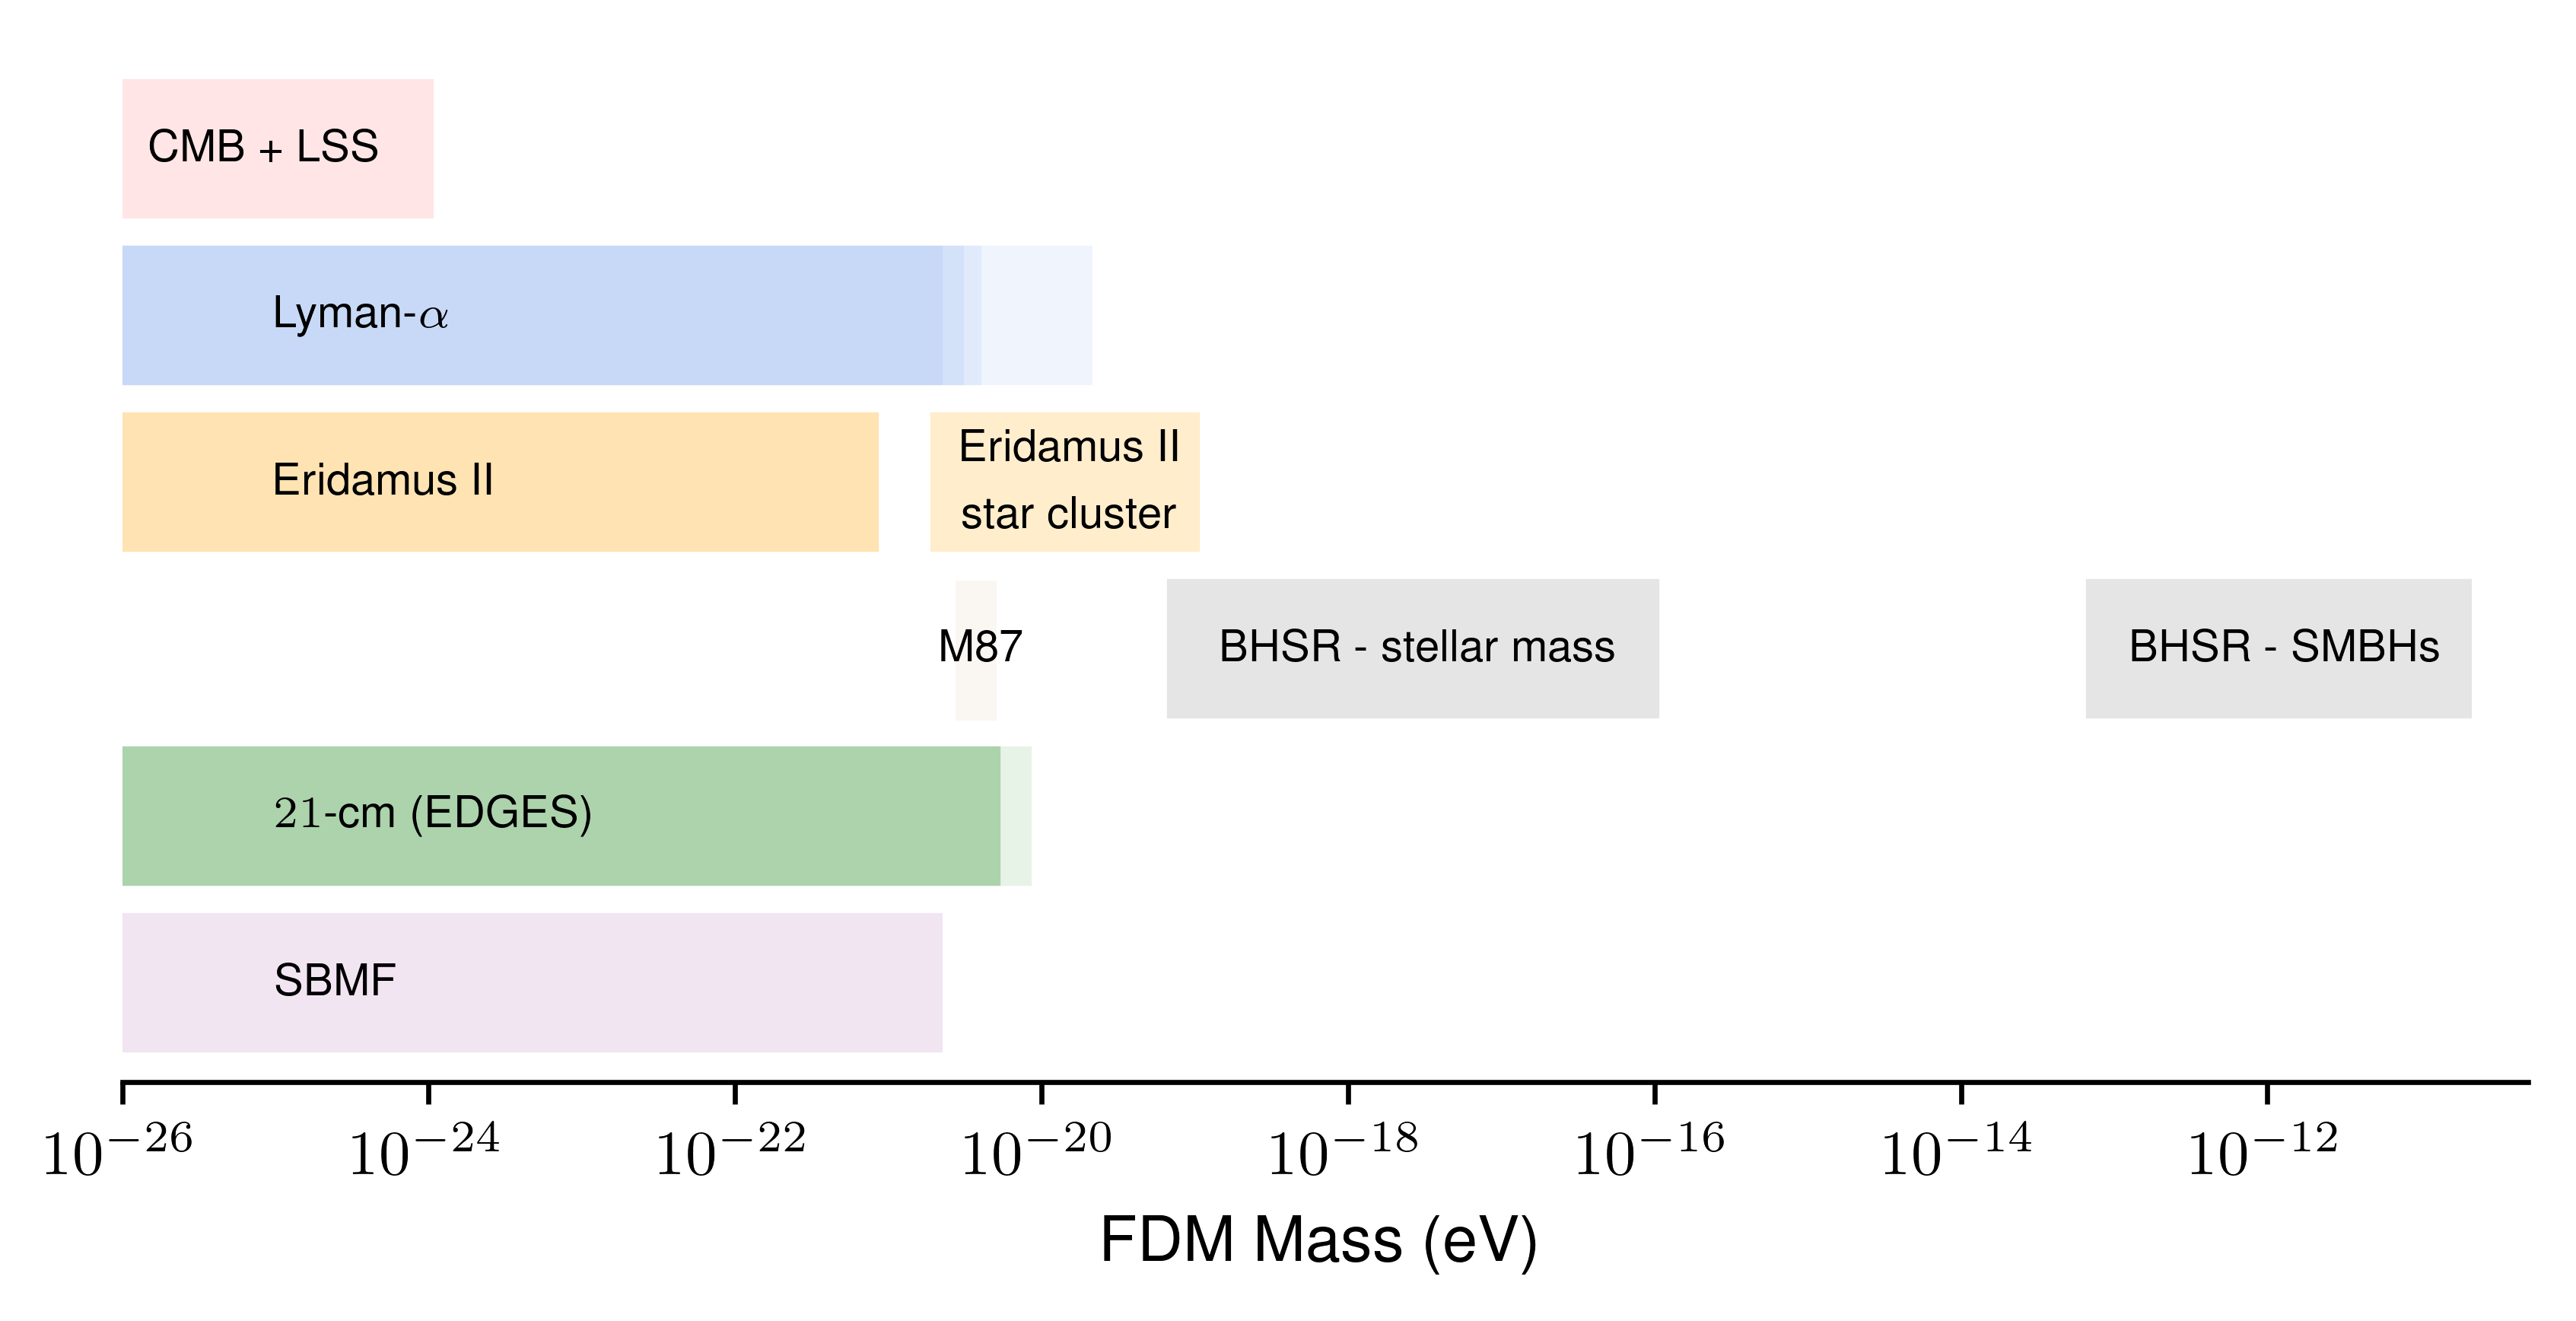 CMB + LSS
Lyman-α
Eridamus II
Eridamus II
star cluster
M87
BHSR - stellar mass
BHSR - SMBHs
21-cm (EDGES)
SBMF
10⁻²⁶ 10⁻²⁴ 10⁻²² 10⁻²⁰ 10⁻¹⁸ 10⁻¹⁶ 10⁻¹⁴ 10⁻¹²
FDM Mass (eV)